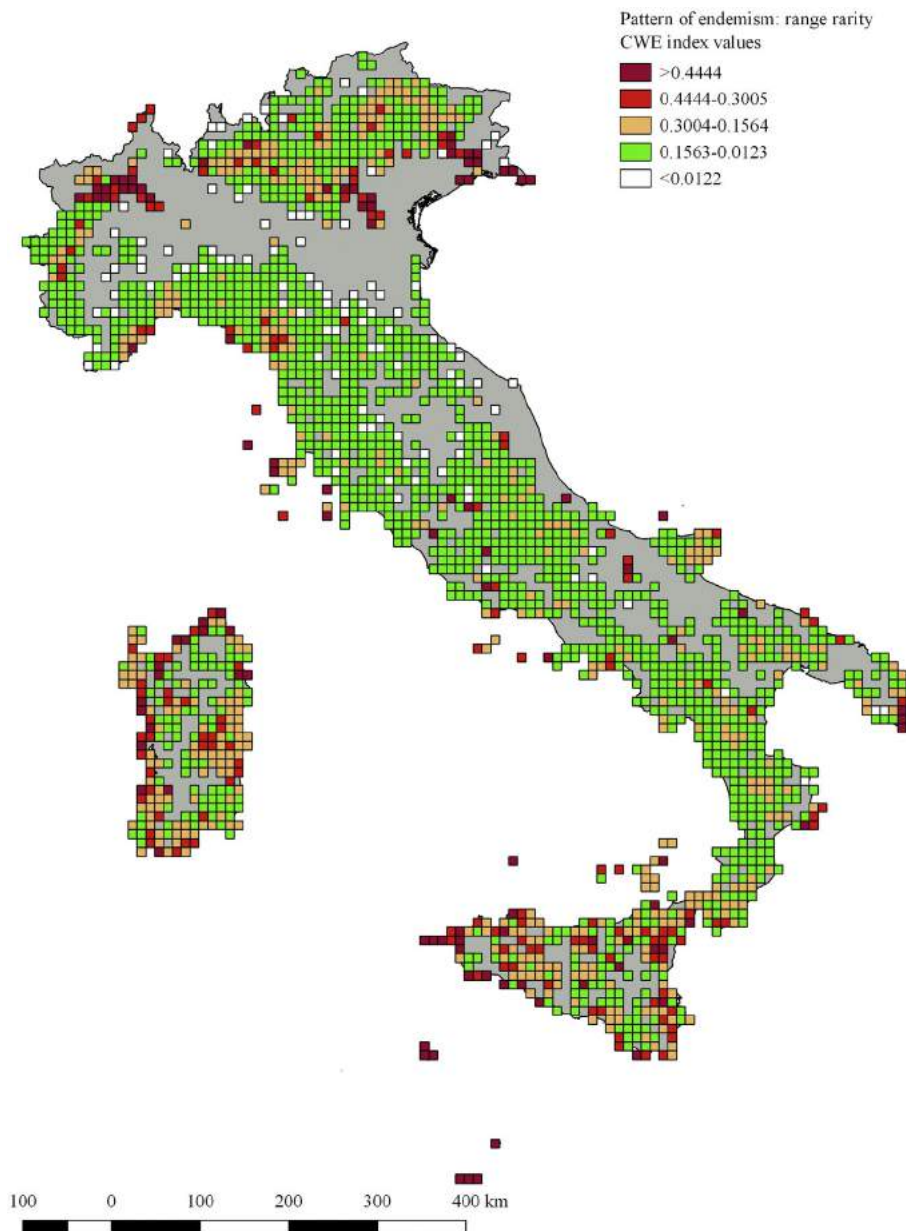 Pattern of endemism: range rarity
CWE index values
>0.4444
0.4444-0.3005
0.3004-0.1564
0.1563-0.0123
<0.0122
100 0 100 200 300 400 km